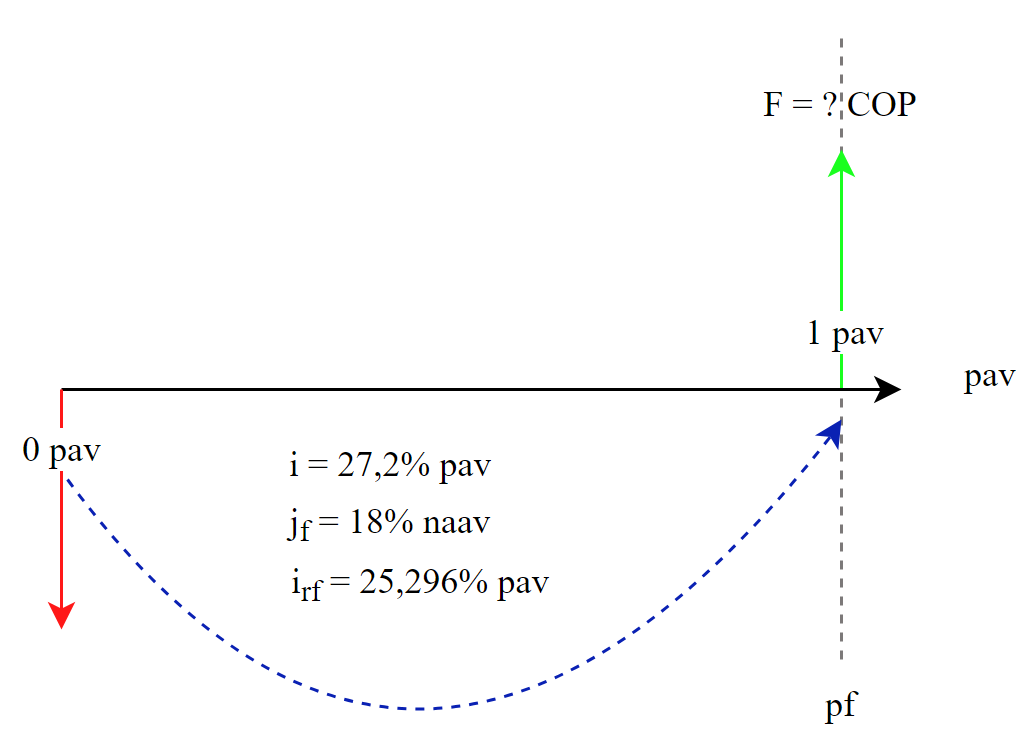 F = ? COP
1 pav
pav
0 pav
i = 27,2% pav
jf = 18% naav
irf = 25,296% pav
pf